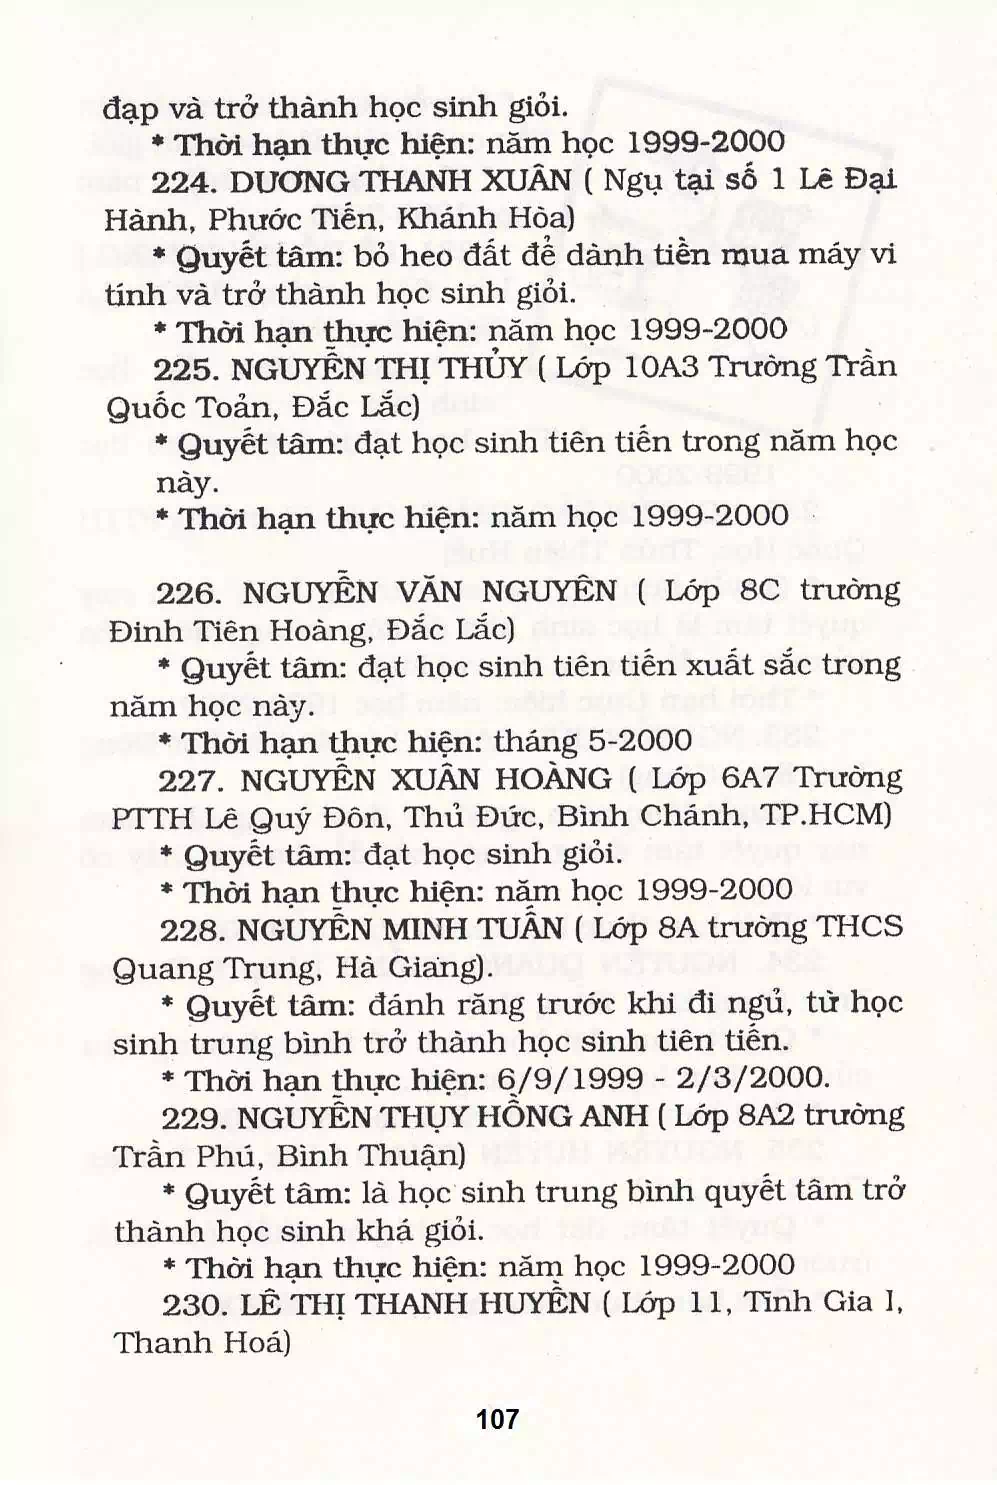 đạp và trở thành học sinh giỏi.
* Thời hạn thực hiện: năm học 1999-2000
224. DƯƠNG THANH XUÂN ( Ngụ tại số 1 Lê Đại
Hành, Phước Tiến, Khánh Hòa)
* Quyết tâm: bỏ heo đất để dành tiền mua máy vi
tính và trở thành học sinh giỏi.
* Thời hạn thực hiện: năm học 1999-2000
225. NGUYỄN THỊ THỦY ( Lớp 10A3 Trường Trần
Quốc Toản, Đắc Lắc)
* Quyết tâm: đạt học sinh tiên tiến trong năm học
này.
* Thời hạn thực hiện: năm học 1999-2000
226. NGUYỄN VĂN NGUYÊN ( Lớp 8C trường
Đinh Tiên Hoàng, Đắc Lắc)
* Quyết tâm: đạt học sinh tiên tiến xuất sắc trong
năm học này.
* Thời hạn thực hiện: tháng 5-2000
227. NGUYỄN XUÂN HOÀNG ( Lớp 6A7 Trường
PTTH Lê Quý Đôn, Thủ Đức, Bình Chánh, TP.HCM)
* Quyết tâm: đạt học sinh giỏi.
* Thời hạn thực hiện: năm học 1999-2000
228. NGUYỄN MINH TUẤN ( Lớp 8A trường THCS
Quang Trung, Hà Giang).
* Quyết tâm: đánh răng trước khi đi ngủ, từ học
sinh trung bình trở thành học sinh tiên tiến.
* Thời hạn thực hiện: 6/9/1999 - 2/3/2000.
229. NGUYỄN THỤY HỒNG ANH ( Lớp 8A2 trường
Trần Phú, Bình Thuận)
* Quyết tâm: là học sinh trung bình quyết tâm trở
thành học sinh khá giỏi.
* Thời hạn thực hiện: năm học 1999-2000
230. LÊ THỊ THANH HUYỀN ( Lớp 11, Tĩnh Gia I,
Thanh Hoá)
107